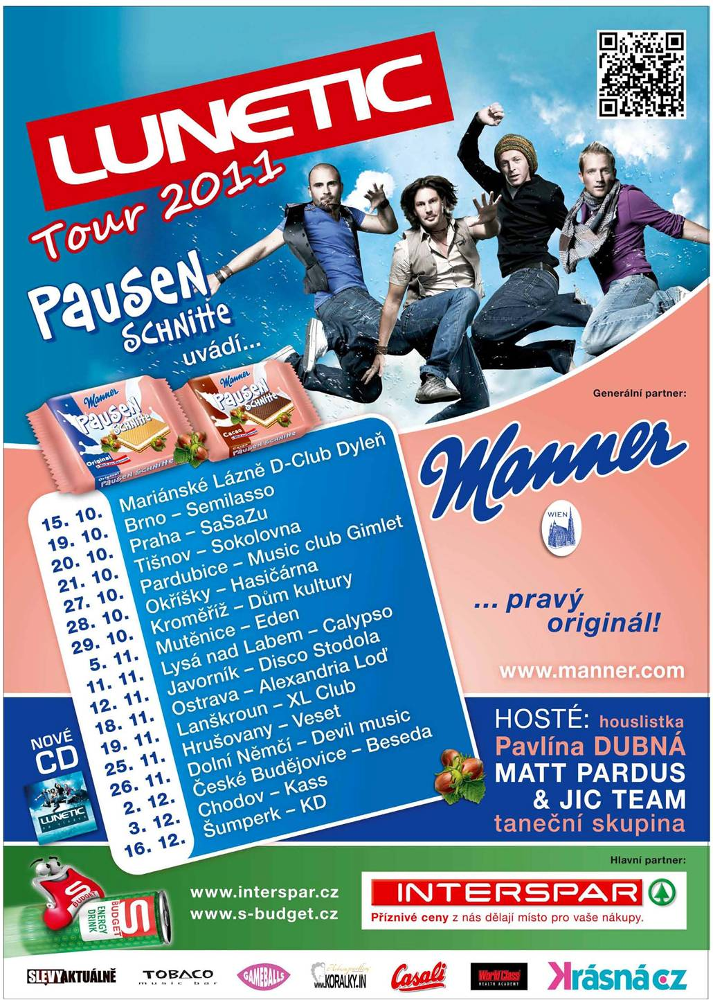 LUNETIC
Tour 2011
PAUSEN
SCHNITTE
uvádí...
Manner
PAUSEN
SCHNITTE
Original
Original
PAUSEN SCHNITTE
Manner
PAUSEN
SCHNITTE
Cacao
Cacao
PAUSEN SCHNITTE
Generální partner:
Manner
WIEN
... pravý
originál!
www.manner.com
15. 10. Mariánské Lázně D-Club Dyleň
19. 10. Brno – Semilasso
20. 10. Praha – SaSaZu
21. 10. Tišnov – Sokolovna
27. 10. Pardubice – Music club Gimlet
28. 10. Okříšky – Hasičárna
29. 10. Kroměříž – Dům kultury
5. 11. Mutěnice – Eden
11. 11. Lysá nad Labem – Calypso
12. 11. Javorník – Disco Stodola
18. 11. Ostrava – Alexandria Loď
19. 11. Lanškroun – XL Club
25. 11. Hrušovany – Veset
26. 11. Dolní Němčí – Devil music
2. 12. České Budějovice – Beseda
3. 12. Chodov – Kass
16. 12. Šumperk – KD
NOVÉ
CD
LUNETIC
HOSTÉ: houslistka
Pavlína DUBNÁ
MATT PARDUS
& JIC TEAM
taneční skupina
S
BUDGET
S
BUDGET
ENERGY
DRINK
www.interspar.cz
www.s-budget.cz
Hlavní partner:
INTERSPAR
Příznivé ceny z nás dělají místo pro vaše nákupy.
SLEVYAKTUÁLNĚ
TOBACO
music bar
GAMEBALLS
www.KORALKY.IN
Casali
World Class
HEALTH ACADEMY
Krásná.cz